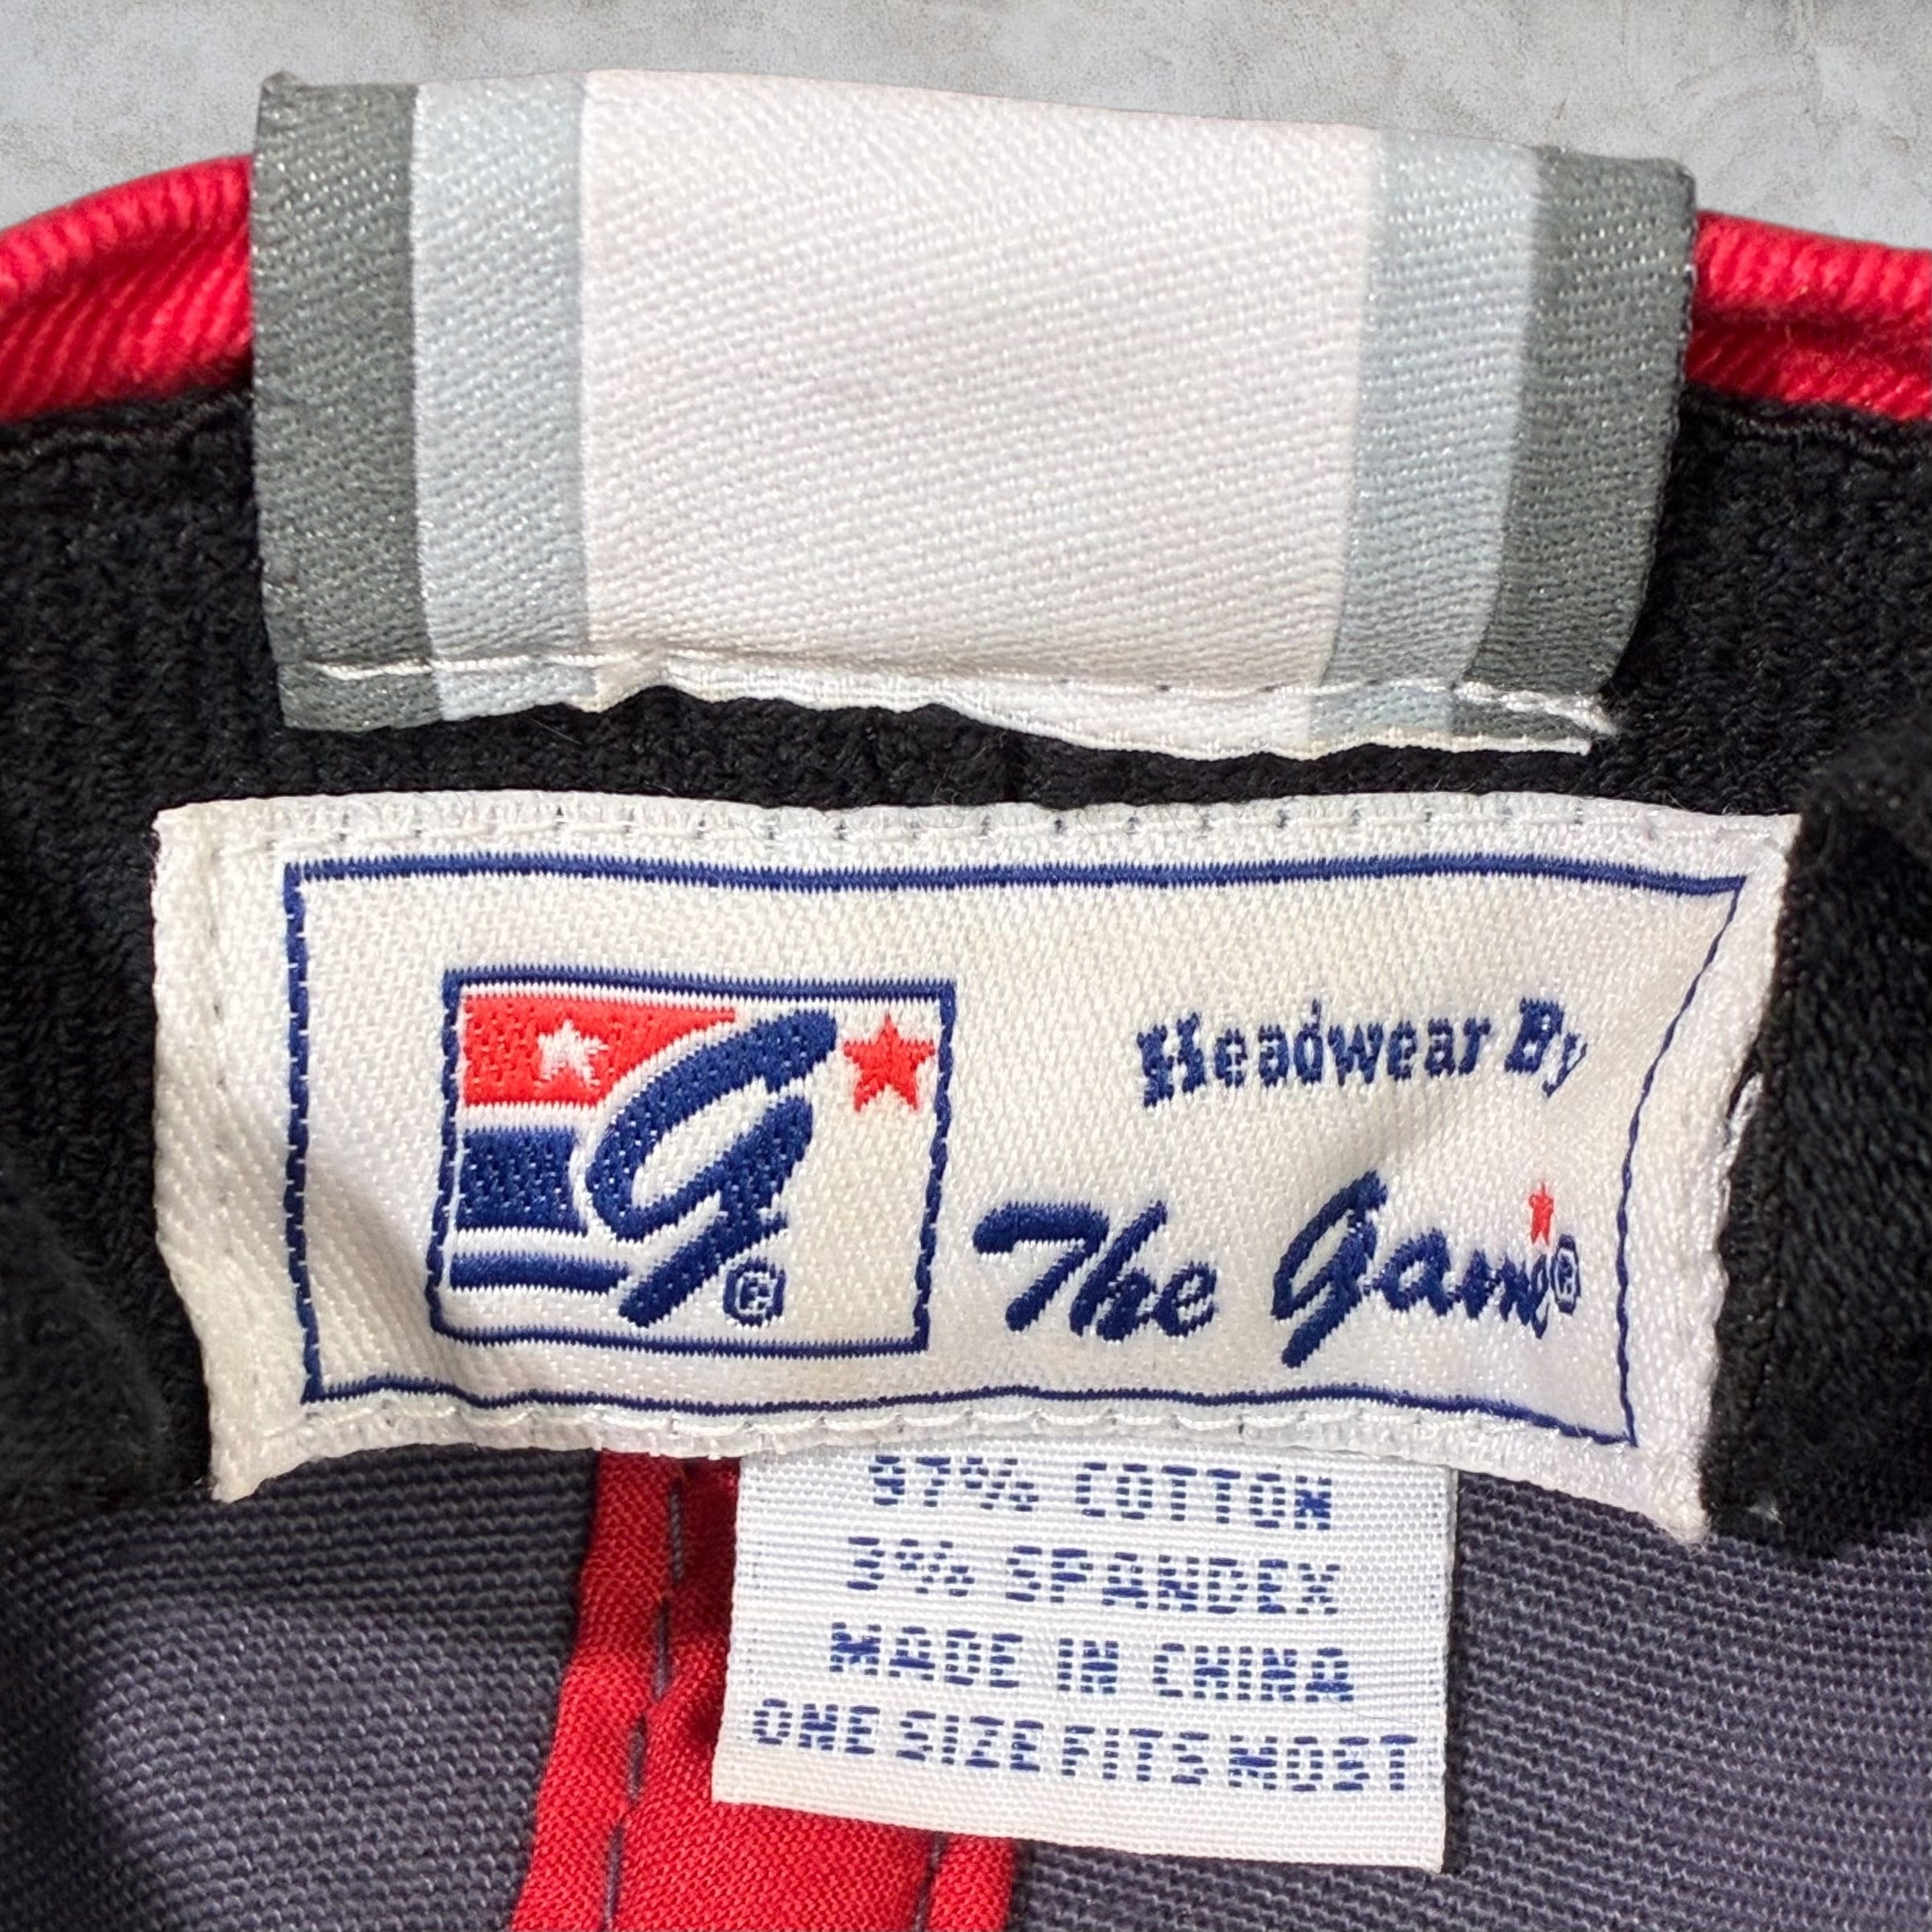 Headwear By
g©
The Game®
97% COTTON
3% SPANDEX
MADE IN CHINA
ONE SIZE FITS MOST